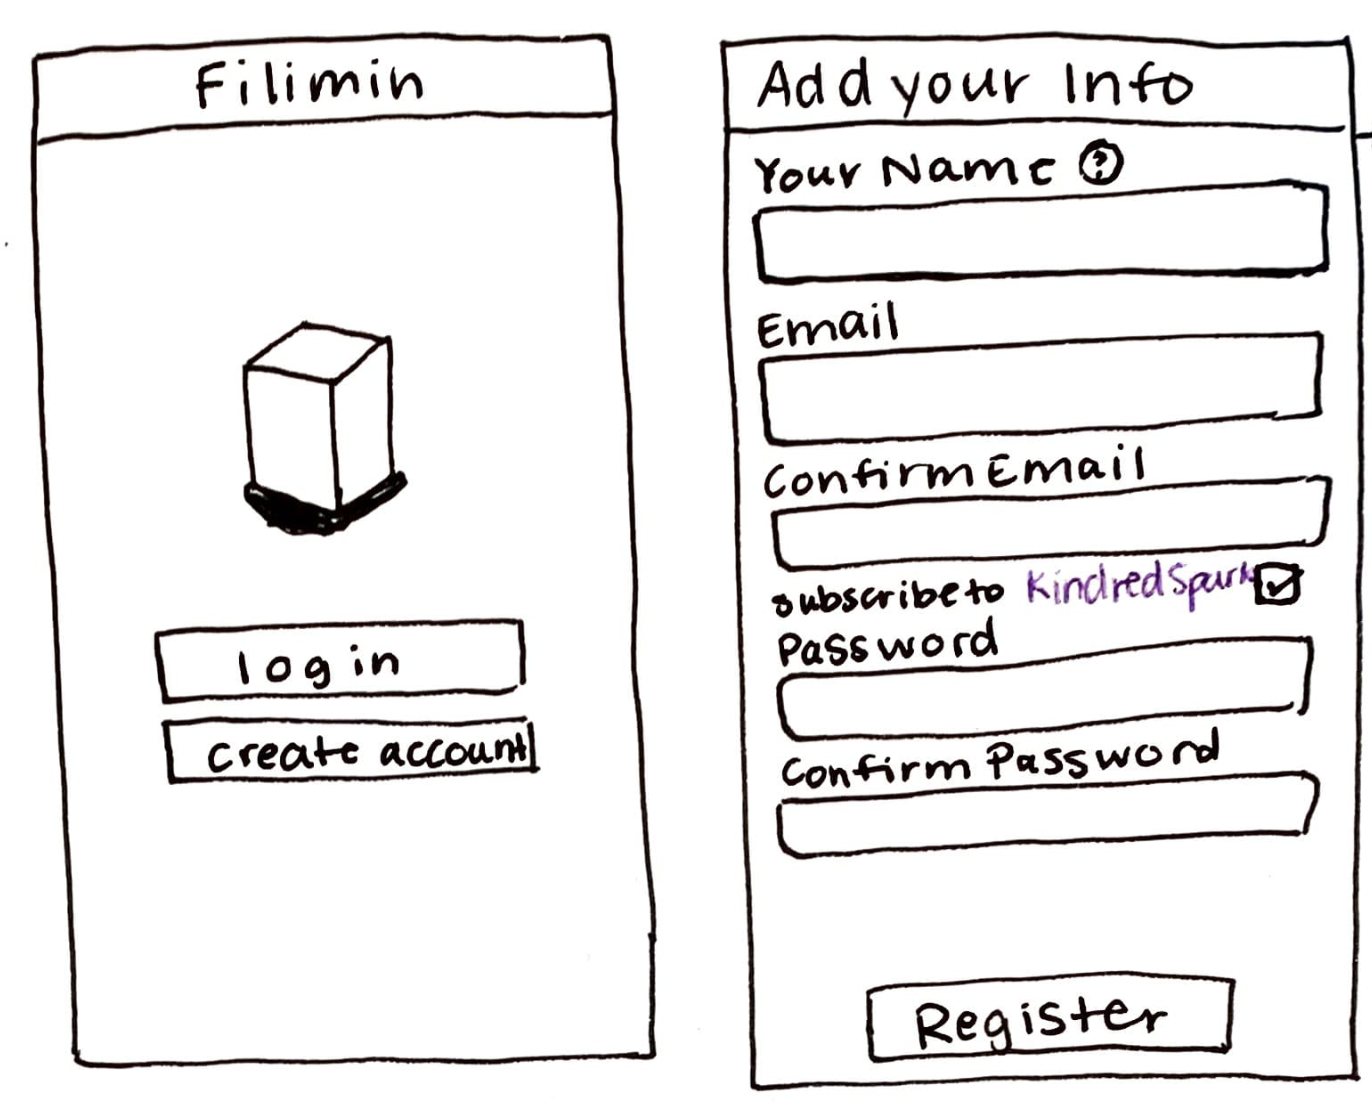 Filimin
log in
create account
Add your Info
Your Name ?
Email
Confirm Email
subscribe to KindredSpark
Password
Confirm Password
Register